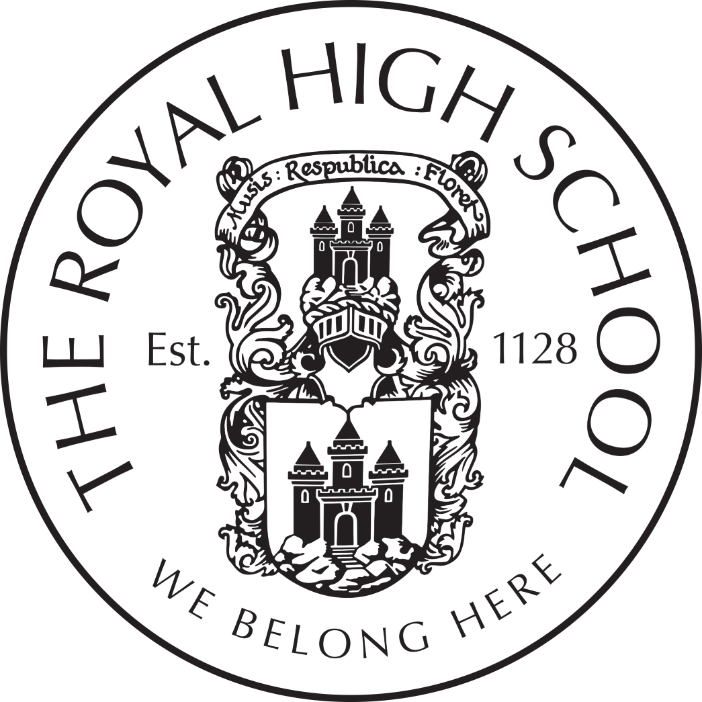 THE ROYAL HIGH SCHOOL
Musis : Respublica : Floret
Est. 1128
WE BELONG HERE